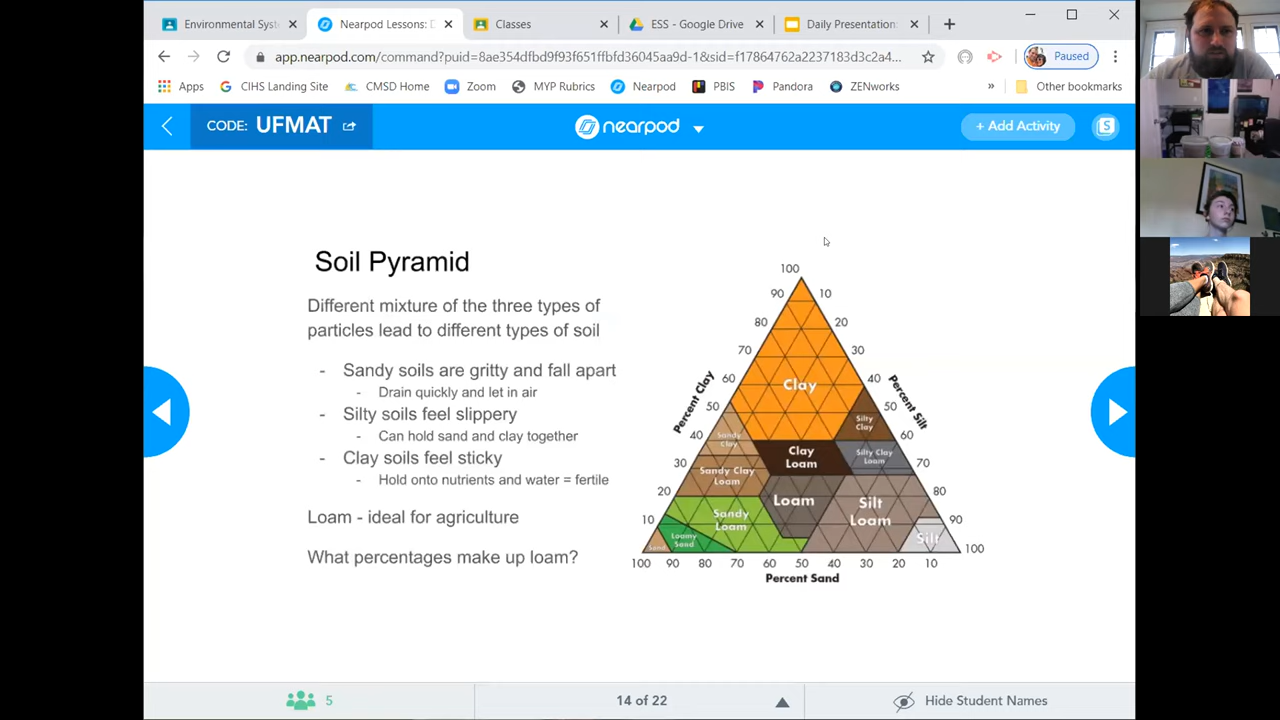 Environmental Syst
Nearpod Lessons: D
Classes
ESS - Google Drive
Daily Presentation:
app.nearpod.com/command?puid=8ae354dfbd9f93f651ffbfd36045aa9d-1&sid=f17864762a2237183d3c2a4...
Paused
Apps
CIHS Landing Site
CMSD Home
Zoom
MYP Rubrics
Nearpod
PBIS
Pandora
ZENworks
»
Other bookmarks
CODE: UFMAT
nearpod
+ Add Activity
S
Soil Pyramid
Different mixture of the three types of
particles lead to different types of soil
- Sandy soils are gritty and fall apart
- Drain quickly and let in air
- Silty soils feel slippery
- Can hold sand and clay together
- Clay soils feel sticky
- Hold onto nutrients and water = fertile
Loam - ideal for agriculture
What percentages make up loam?
100
90 10
80 20
70 30
60 40
50 50
40 60
30 70
20 80
10 90
100
Percent Clay
Percent Silt
Clay
Silty
Clay
Sandy
Clay
Clay
Loam
Silty Clay
Loam
Sandy Clay
Loam
Loam
Silt
Loam
Sandy
Loam
Loamy
Sand
Sand
Silt
100 90 80 70 60 50 40 30 20 10
Percent Sand
5
14 of 22
Hide Student Names